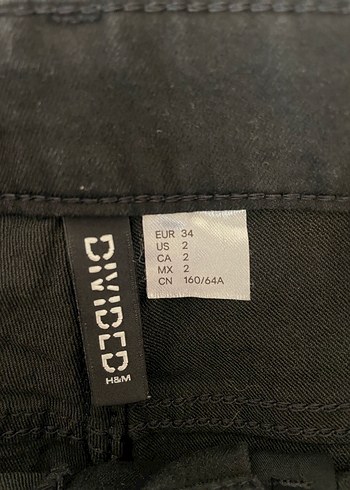 DIVIDED
H&M
EUR 34
US 2
CA 2
MX 2
CN 160/64A